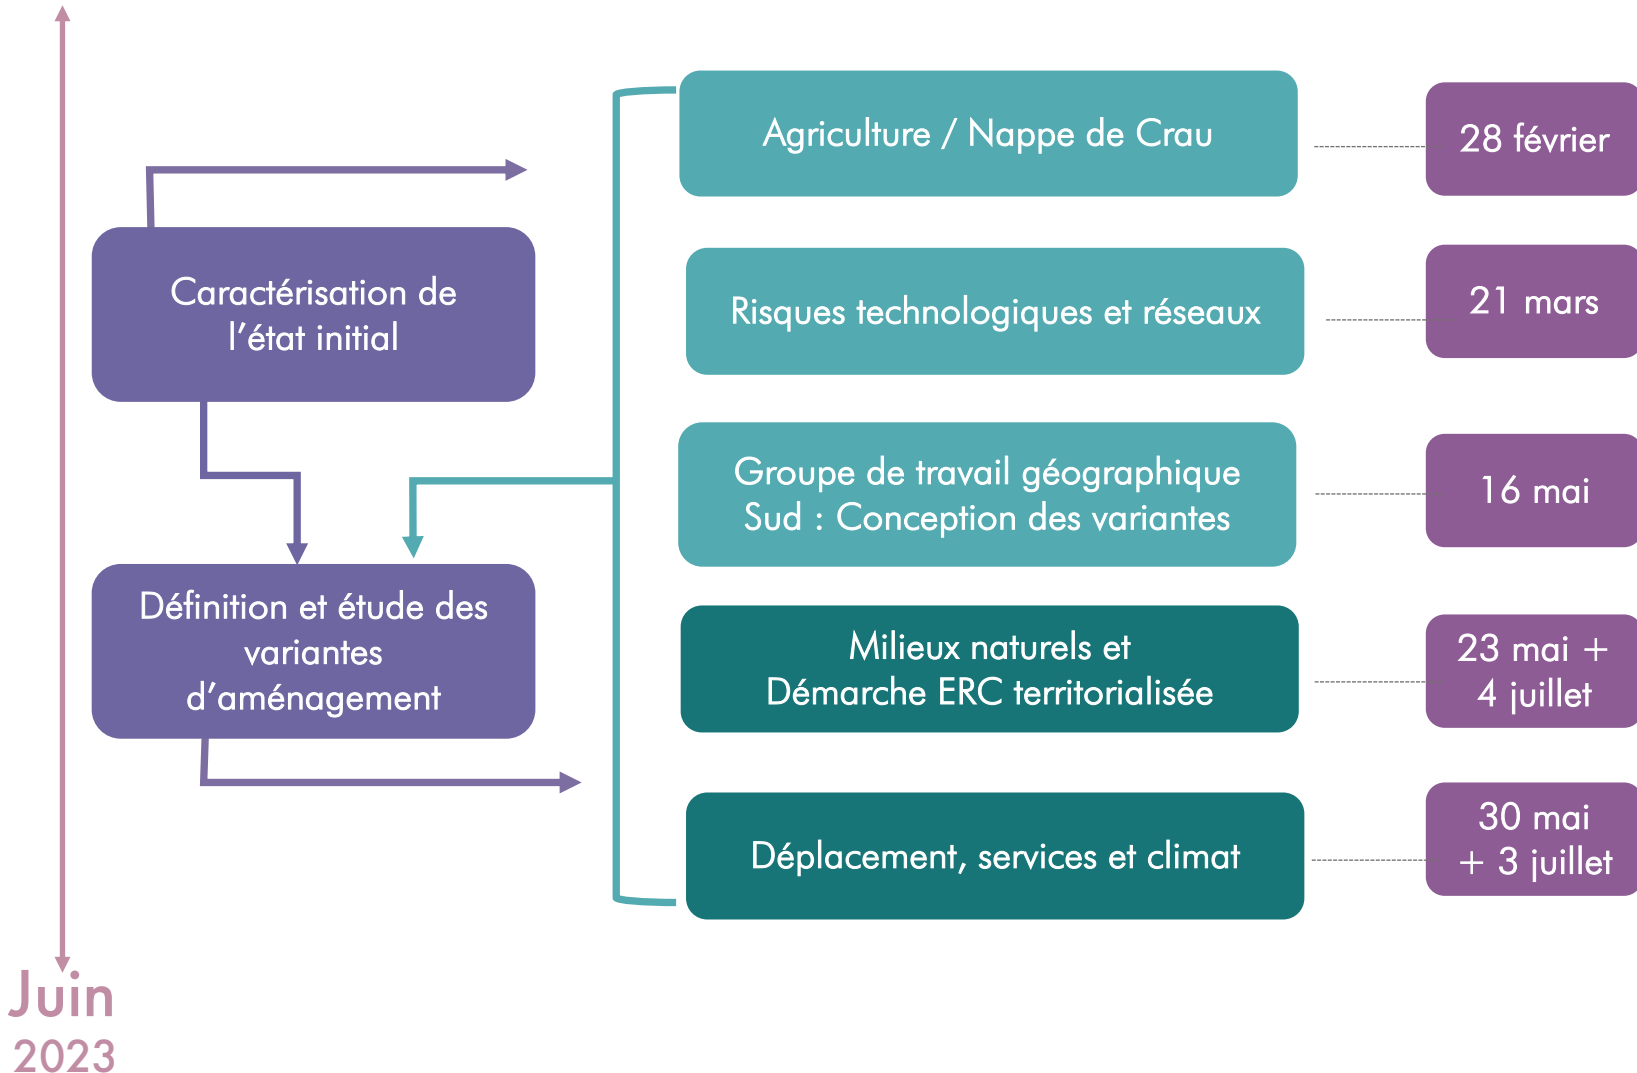 Caractérisation de
l’état initial
Définition et étude des
variantes
d’aménagement
Agriculture / Nappe de Crau
28 février
Risques technologiques et réseaux
21 mars
Groupe de travail géographique
Sud : Conception des variantes
16 mai
Milieux naturels et
Démarche ERC territorialisée
23 mai +
4 juillet
Déplacement, services et climat
30 mai
+ 3 juillet
Juin
2023